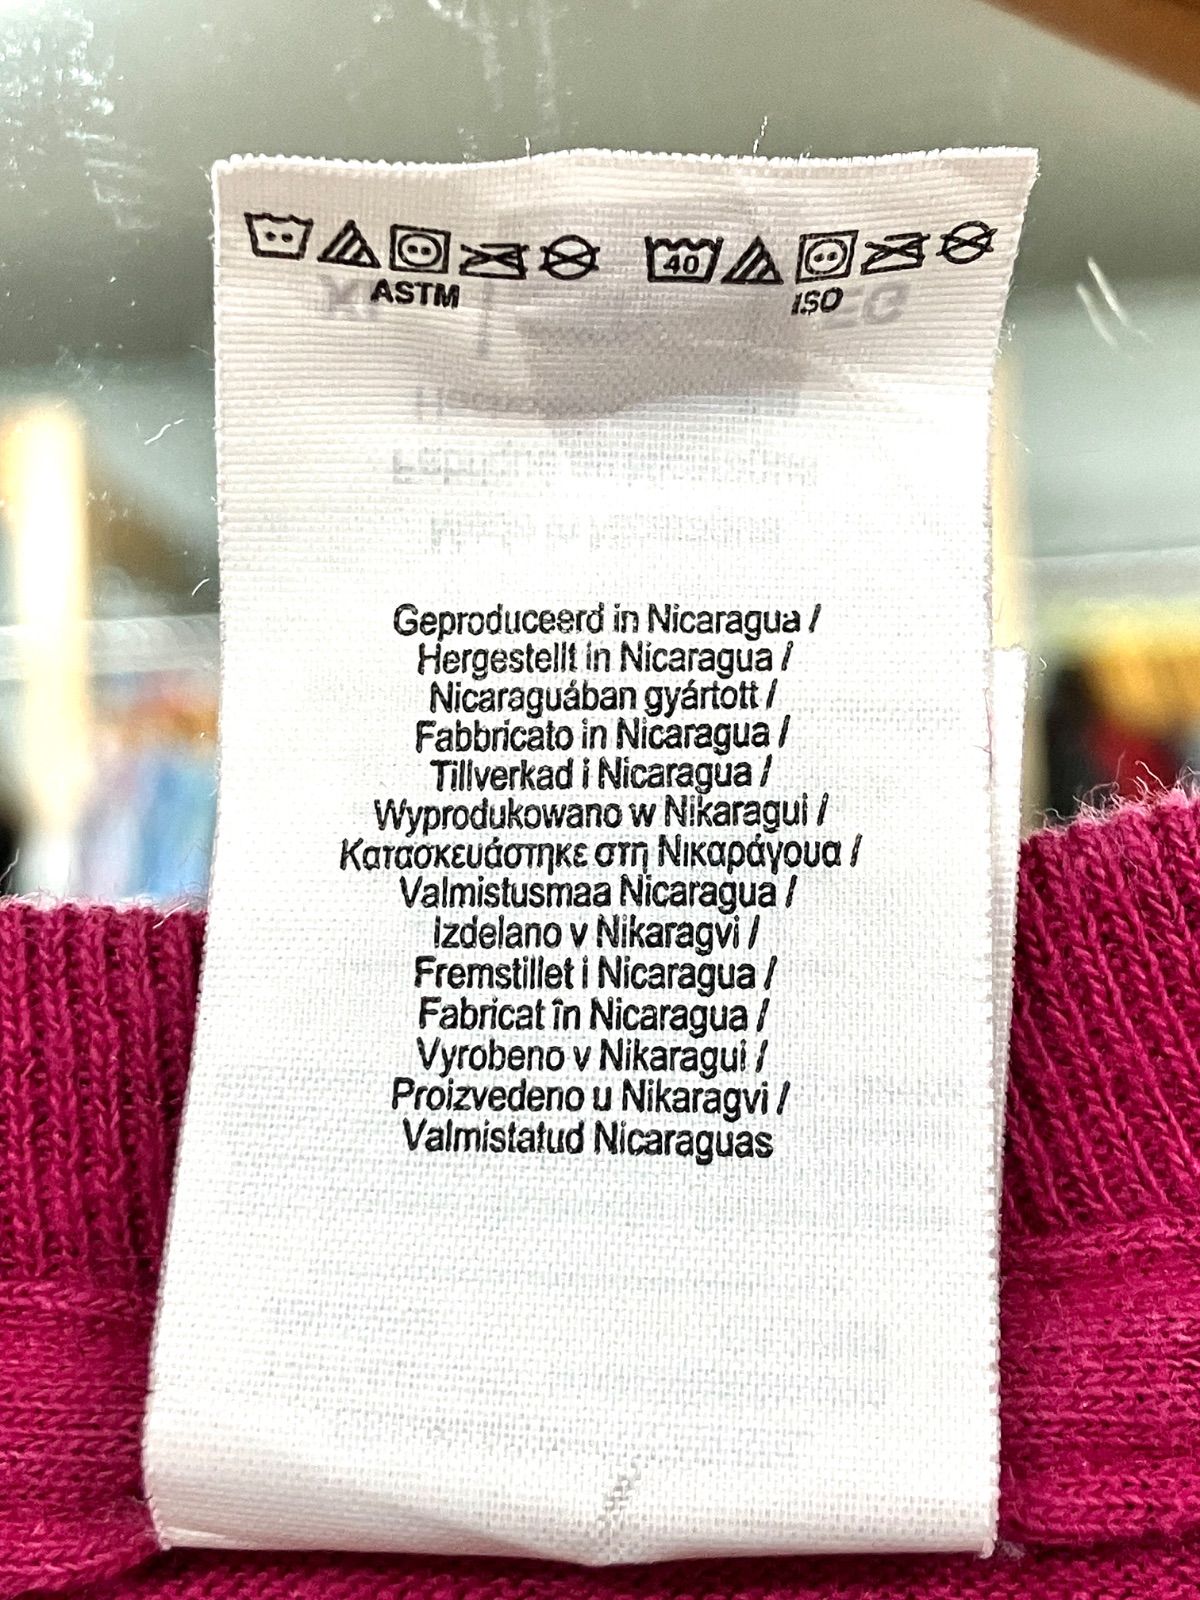 40
ASTM ISO
Geproduceerd in Nicaragua /
Hergestellt in Nicaragua /
Nicaraguában gyártott /
Fabbricato in Nicaragua /
Tillverkad i Nicaragua /
Wyprodukowano w Nikaragui /
Κατασκευάστηκε στη Νικαράγουα /
Valmistusmaa Nicaragua /
Izdelano v Nikaragvi /
Fremstillet i Nicaragua /
Fabricat în Nicaragua /
Vyrobeno v Nikaragui /
Proizvedeno u Nikaragvi /
Valmistatud Nicaraguas